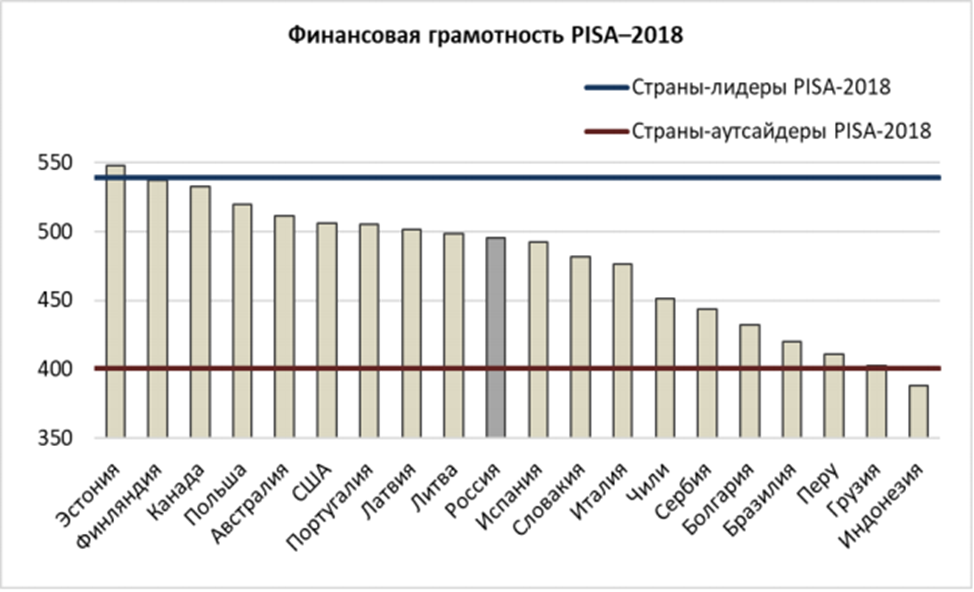 Финансовая грамотность PISA–2018
Страны-лидеры PISA-2018
Страны-аутсайдеры PISA-2018
550
500
450
400
350
Эстония
Финляндия
Канада
Польша
Австралия
США
Португалия
Латвия
Литва
Россия
Испания
Словакия
Италия
Чили
Сербия
Болгария
Бразилия
Перу
Грузия
Индонезия